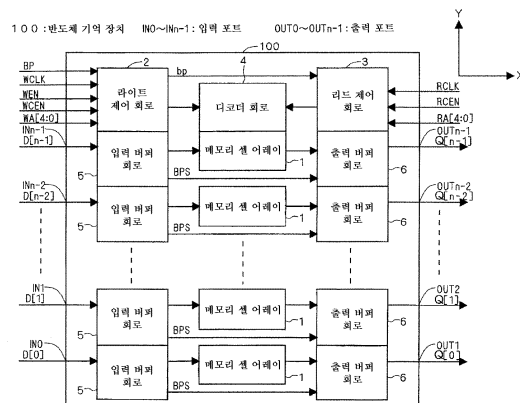 100:반도체 기억 장치 IN0~INn-1:입력 포트 OUT0~OUTn-1:출력 포트
Y
X
100
2
4
3
BP
WCLK
WEN
WCEN
WA[4:0]
라이트
제어 회로
bp
디코더 회로
리드 제어
회로
RCLK
RCEN
RA[4:0]
INn-1
D[n-1]
5
입력 버퍼
회로
메모리 셀 어레이
1
BPS
출력 버퍼
회로
6
OUTn-1
Q[n-1]
INn-2
D[n-2]
5
입력 버퍼
회로
메모리 셀 어레이
1
BPS
출력 버퍼
회로
6
OUTn-2
Q[n-2]
IN1
D[1]
5
입력 버퍼
회로
메모리 셀 어레이
1
BPS
출력 버퍼
회로
6
OUT2
Q[1]
IN0
D[0]
5
입력 버퍼
회로
메모리 셀 어레이
1
BPS
출력 버퍼
회로
6
OUT1
Q[0]